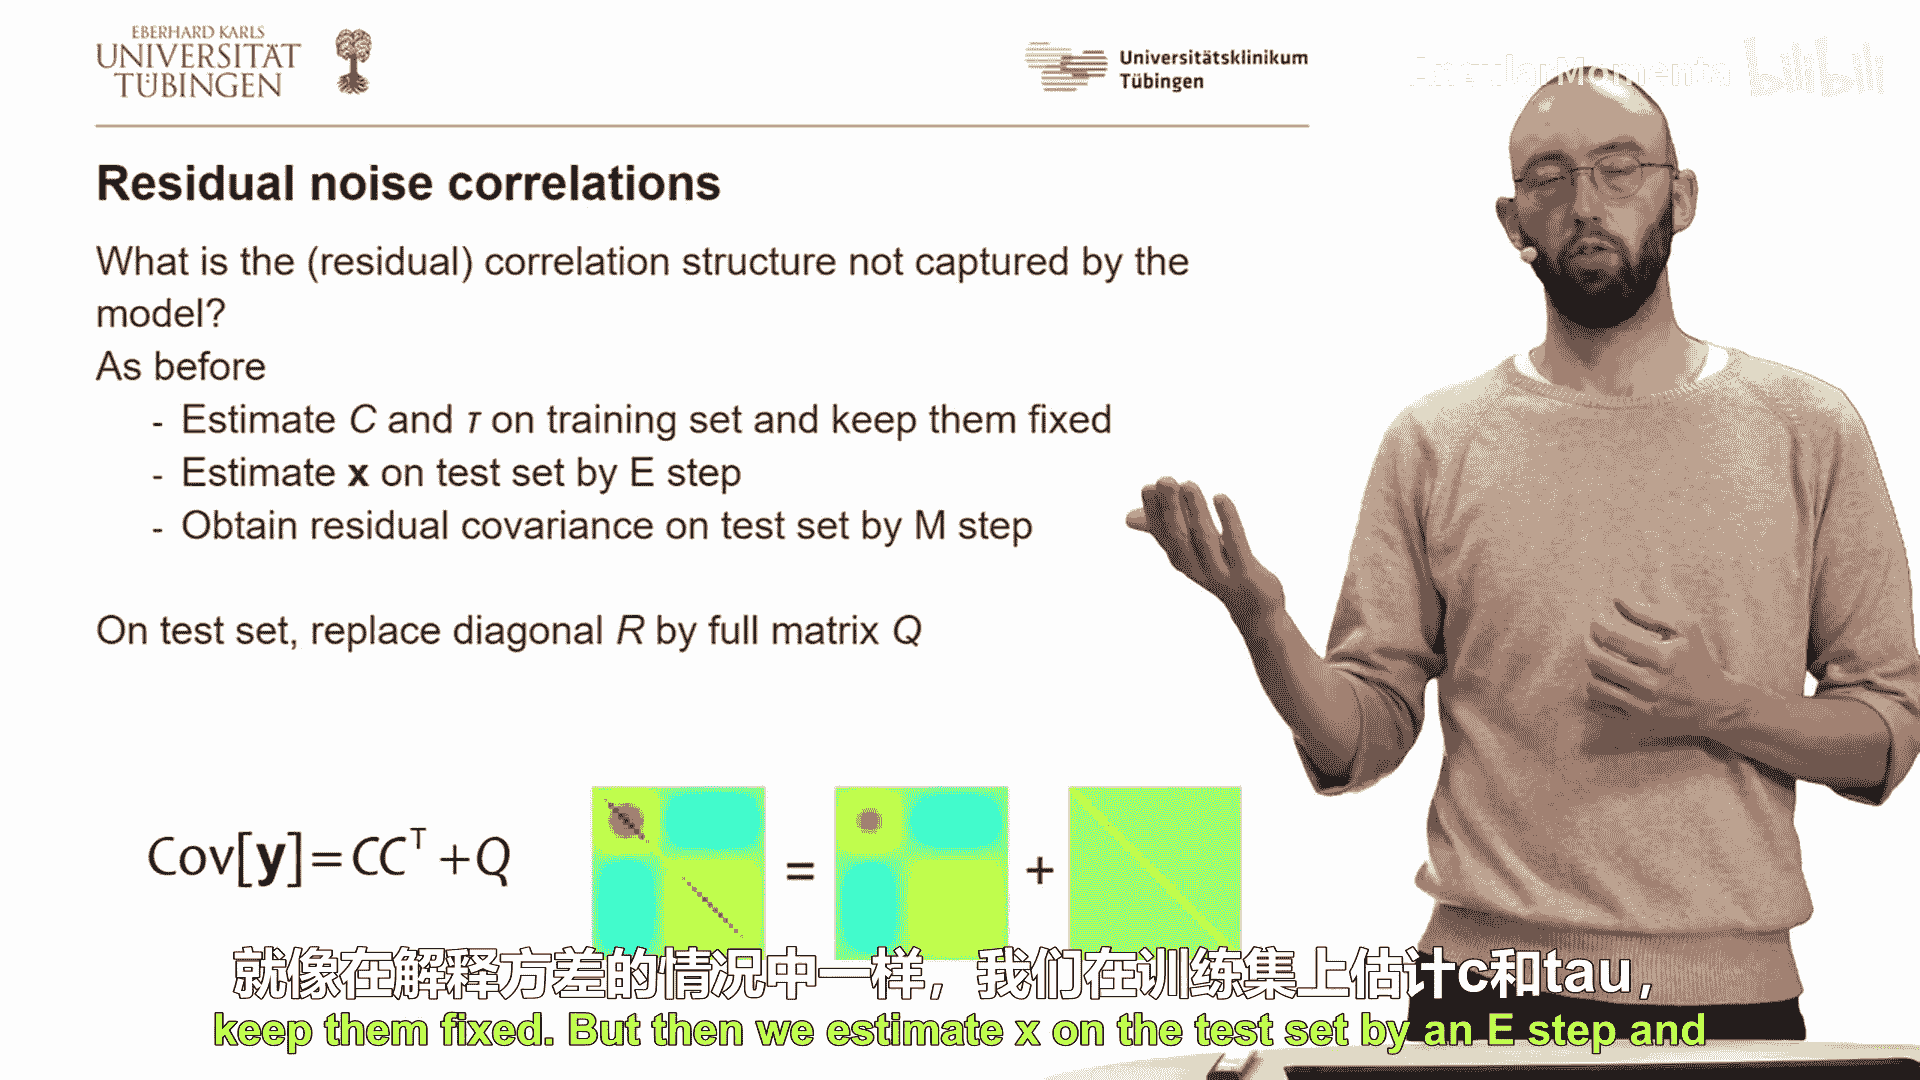 EBERHARD KARLS
UNIVERSITÄT
TÜBINGEN
Universitätsklinikum
Tübingen
bilibili
Residual noise correlations
What is the (residual) correlation structure not captured by the
model?
As before
- Estimate C and τ on training set and keep them fixed
- Estimate x on test set by E step
- Obtain residual covariance on test set by M step
On test set, replace diagonal R by full matrix Q
Cov[y]=CCᵀ+Q
=
+
就像在解释方差的情况中一样，我们在训练集上估计c和tau，
keep them fixed. But then we estimate x on the test set by an E step and